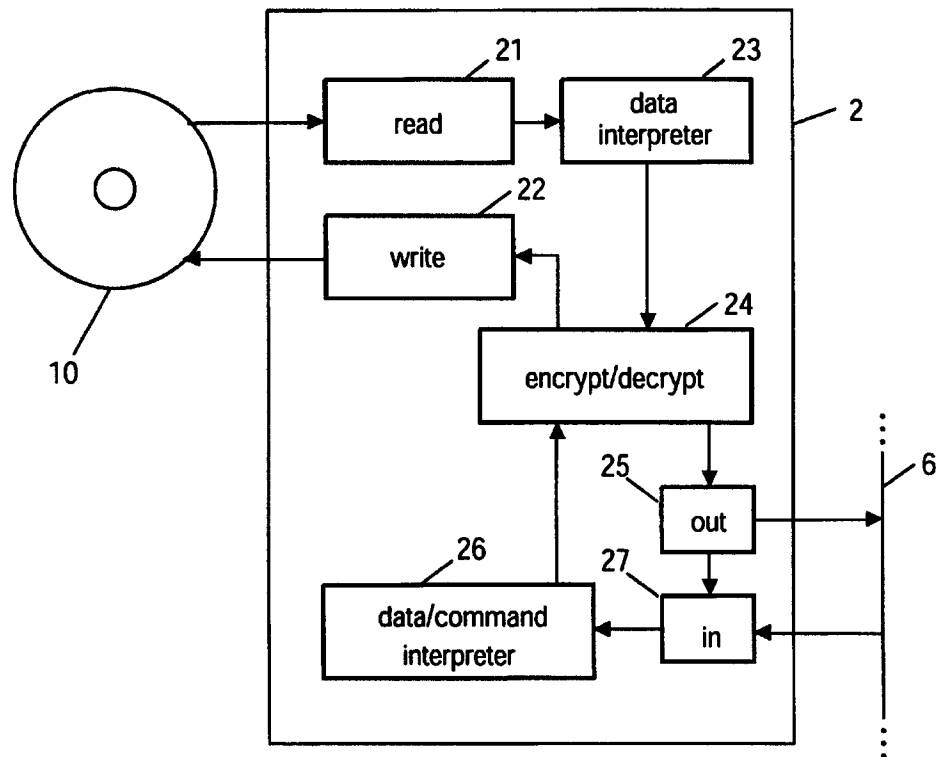 21
23
read
data
interpreter
2
22
write
10
24
encrypt/decrypt
25
6
out
26
27
data/command
interpreter
in